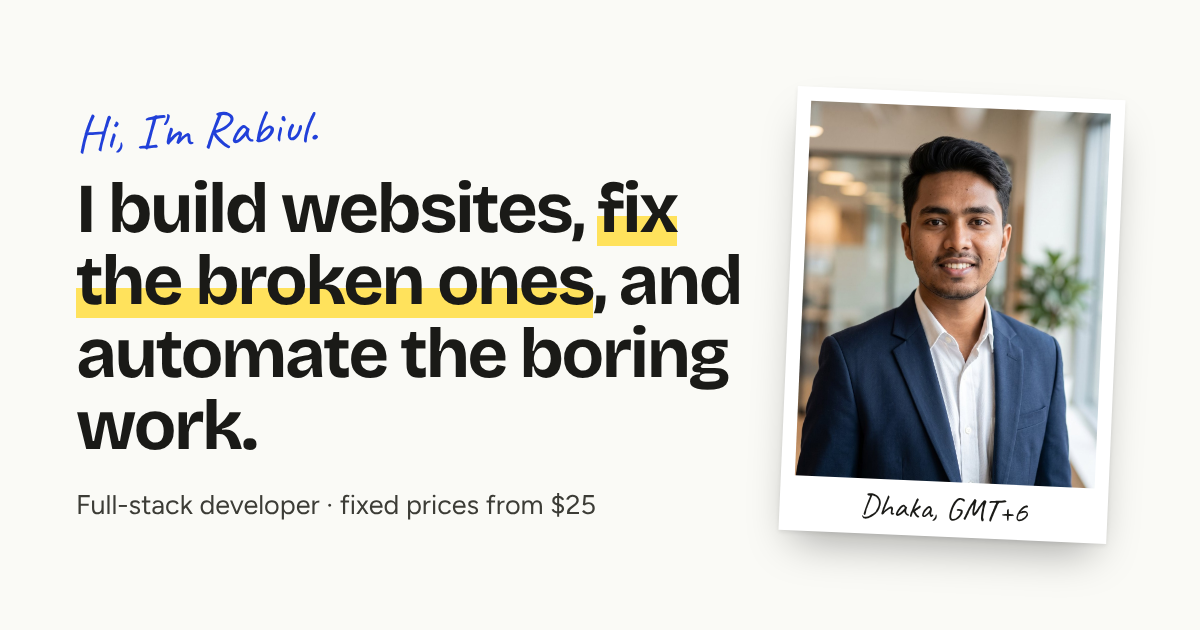 Hi, I'm Rabiul.
I build websites, fix
the broken ones, and
automate the boring
work.
Full-stack developer · fixed prices from $25
Dhaka, GMT+6